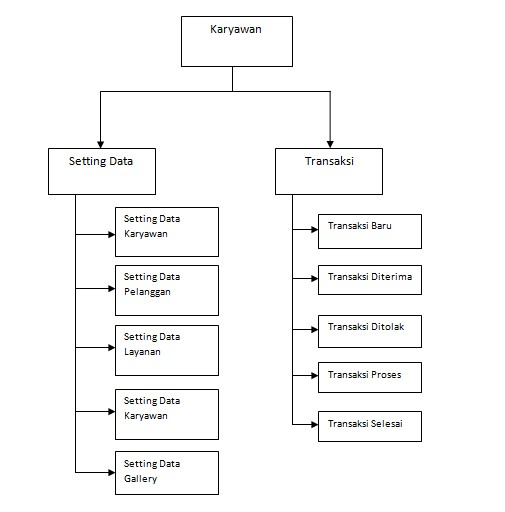 Karyawan
Setting Data
Setting Data
Karyawan
Setting Data
Pelanggan
Setting Data
Layanan
Setting Data
Karyawan
Setting Data
Gallery
Transaksi
Transaksi Baru
Transaksi Diterima
Transaksi Ditolak
Transaksi Proses
Transaksi Selesai